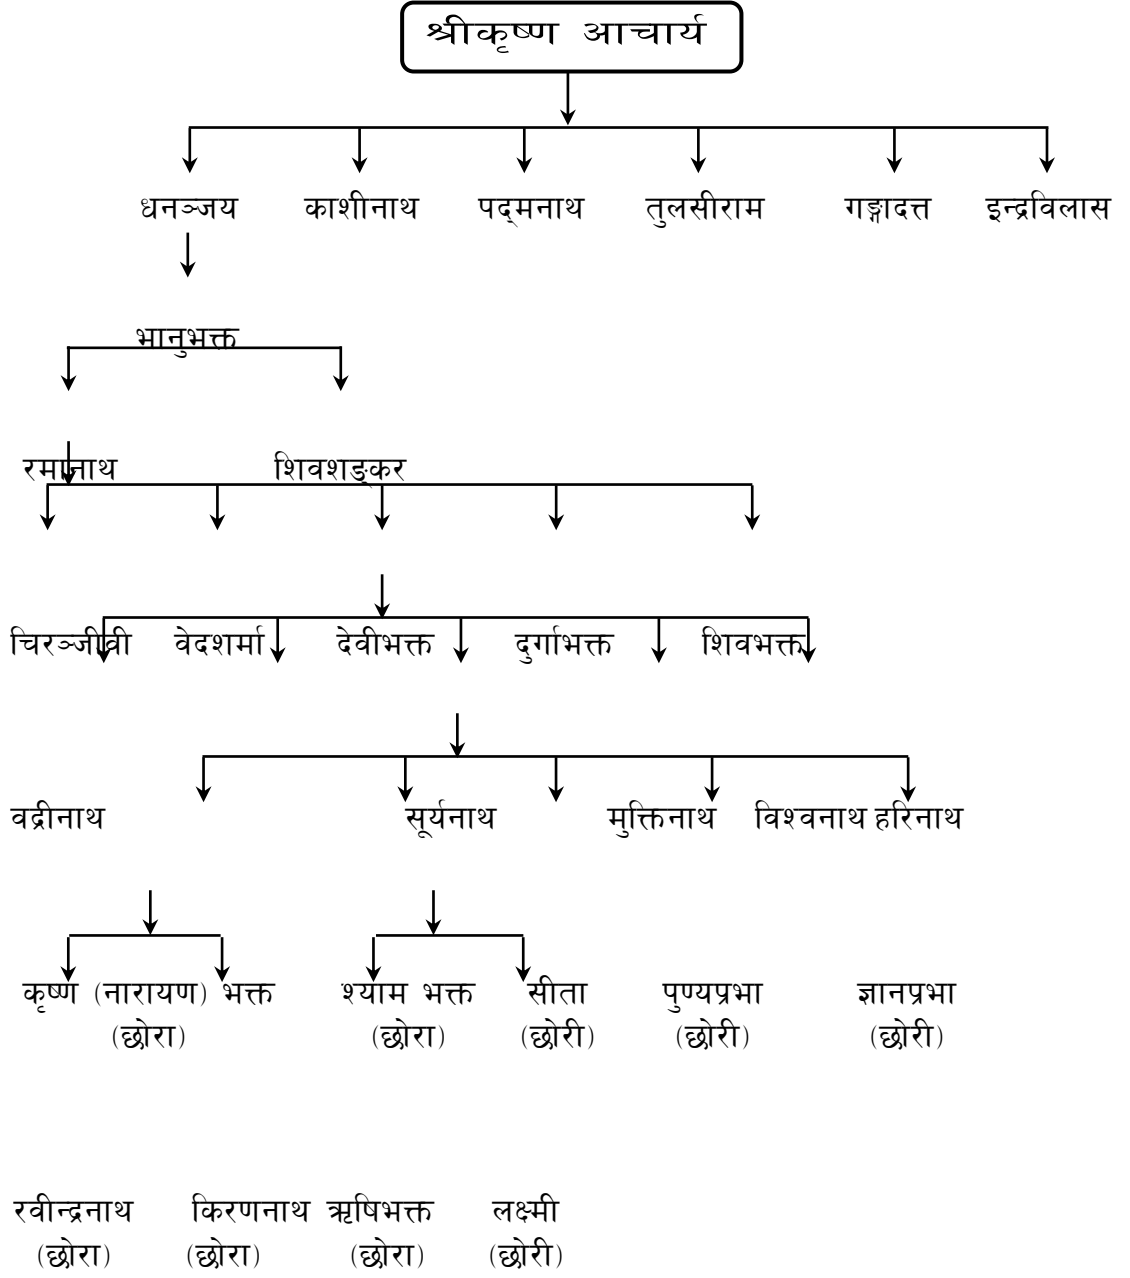 श्रीकृष्ण आचार्य
धनञ्जय काशीनाथ पद्मनाथ तुलसीराम गङ्गादत्त इन्द्रविलास
भानुभक्त
रमानाथ शिवशङ्कर
चिरञ्जीवी वेदशर्मा देवीभक्त दुर्गाभक्त शिवभक्त
वद्रीनाथ सूर्यनाथ मुक्तिनाथ विश्वनाथ हरिनाथ
कृष्ण (नारायण) भक्त श्याम भक्त सीता पुण्यप्रभा ज्ञानप्रभा
(छोरा) (छोरा) (छोरी) (छोरी) (छोरी)
रवीन्द्रनाथ किरणनाथ ऋषिभक्त लक्ष्मी
(छोरा) (छोरा) (छोरा) (छोरी)